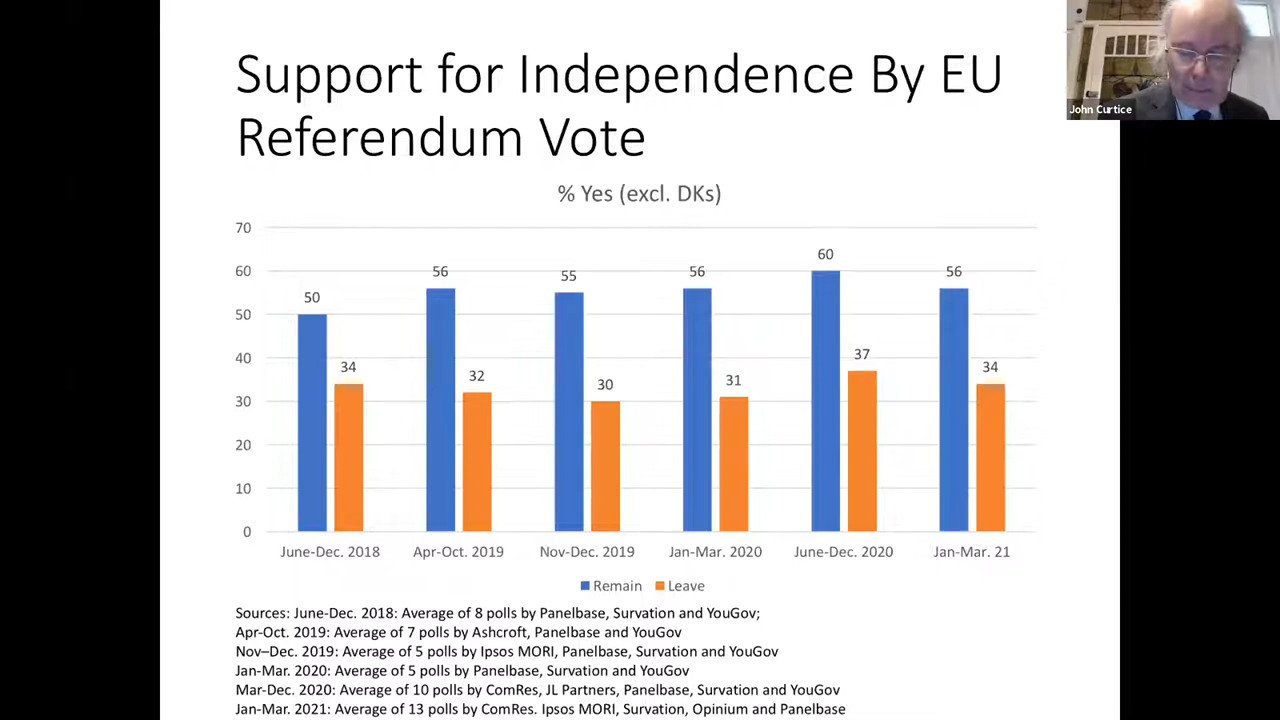 Support for Independence By EU
Referendum Vote
John Curtice
% Yes (excl. DKs)
70
60
50
40
30
20
10
0
50
34
56
32
55
30
56
31
60
37
56
34
June-Dec. 2018
Apr-Oct. 2019
Nov-Dec. 2019
Jan-Mar. 2020
June-Dec. 2020
Jan-Mar. 21
Remain
Leave
Sources: June-Dec. 2018: Average of 8 polls by Panelbase, Survation and YouGov;
Apr-Oct. 2019: Average of 7 polls by Ashcroft, Panelbase and YouGov
Nov–Dec. 2019: Average of 5 polls by Ipsos MORI, Panelbase, Survation and YouGov
Jan-Mar. 2020: Average of 5 polls by Panelbase, Survation and YouGov
Mar-Dec. 2020: Average of 10 polls by ComRes, JL Partners, Panelbase, Survation and YouGov
Jan-Mar. 2021: Average of 13 polls by ComRes. Ipsos MORI, Survation, Opinium and Panelbase